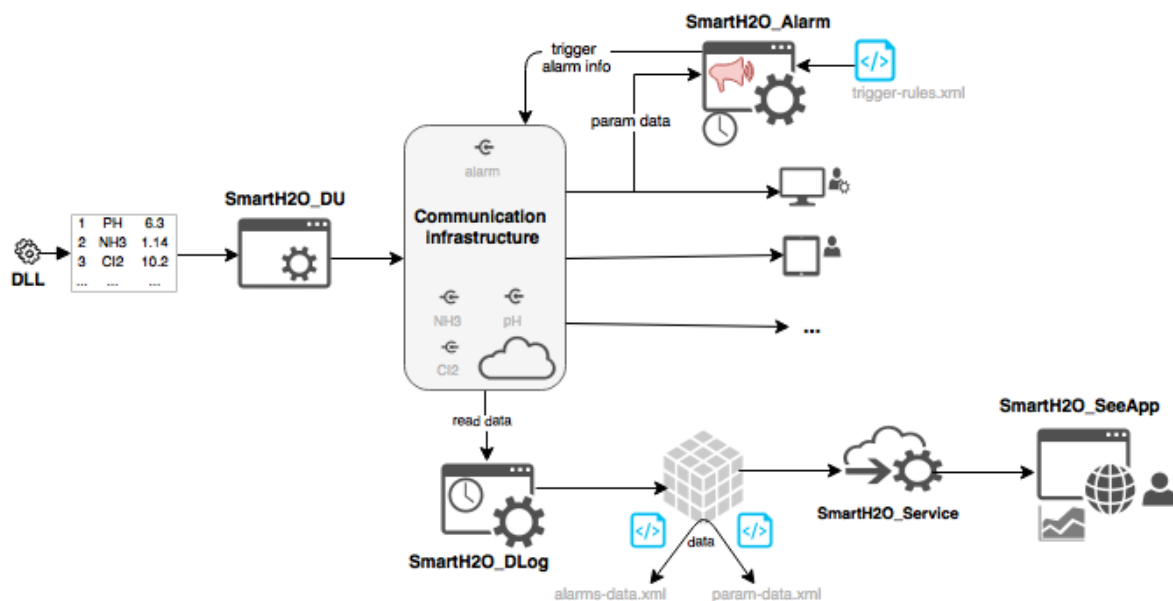 SmartH2O_Alarm
trigger
alarm info
trigger-rules.xml
param data
alarm
SmartH2O_DU
Communication
infrastructure
1 PH 6.3
2 NH3 1.14
3 Cl2 10.2
... ... ...
DLL
NH3 pH
Cl2
...
read data
SmartH2O_SeeApp
SmartH2O_Service
SmartH2O_DLog
data
alarms-data.xml
param-data.xml